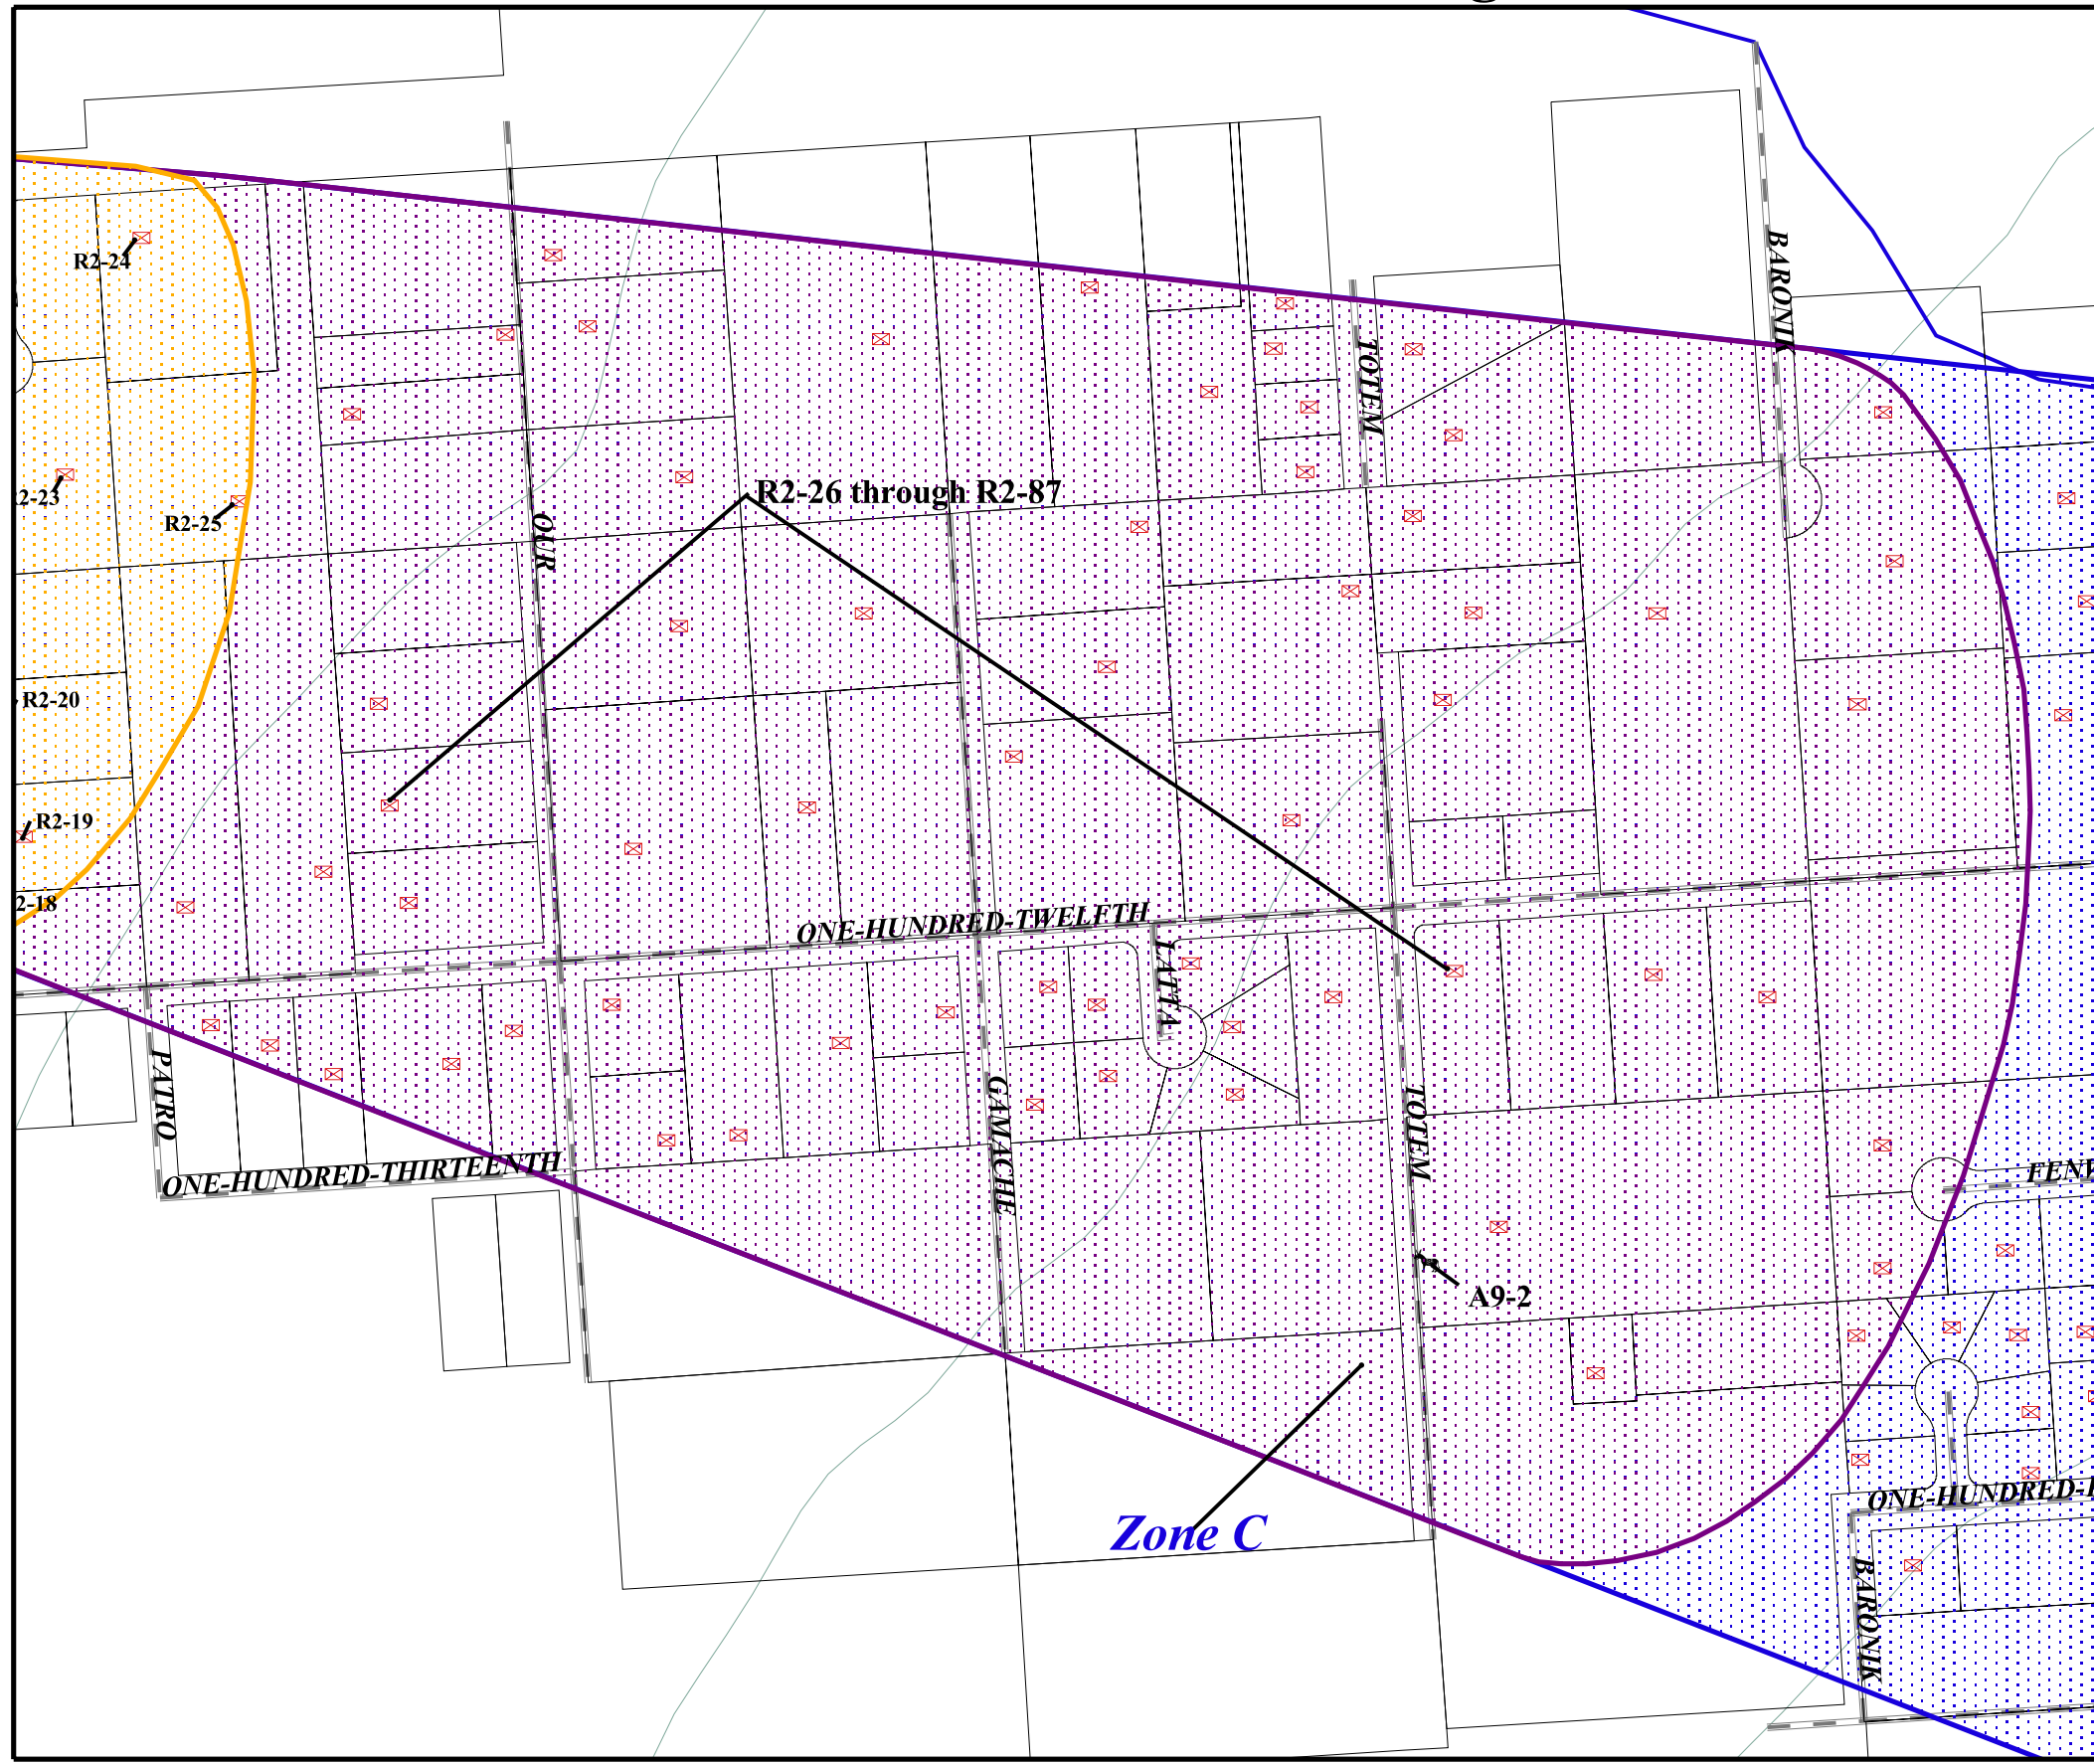 BARONIK
R2-24
TOTEM
2-23
R2-25
R2-26 through R2-87
OUR
R2-20
R2-19
2-18
ONE-HUNDRED-TWELFTH
LATTA
PATRO
GAMACHE
TOTEM
ONE-HUNDRED-THIRTEENTH
FENW
A9-2
Zone C
ONE-HUNDRED-
BARONIK